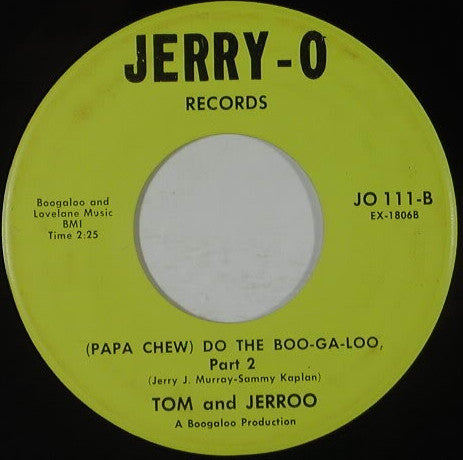 JERRY-O
RECORDS
Boogaloo and
Lovelane Music
BMI
Time 2:25
JO 111-B
EX-1806B
(PAPA CHEW) DO THE BOO-GA-LOO,
Part 2
(Jerry J. Murray-Sammy Kaplan)
TOM and JERROO
A Boogaloo Production